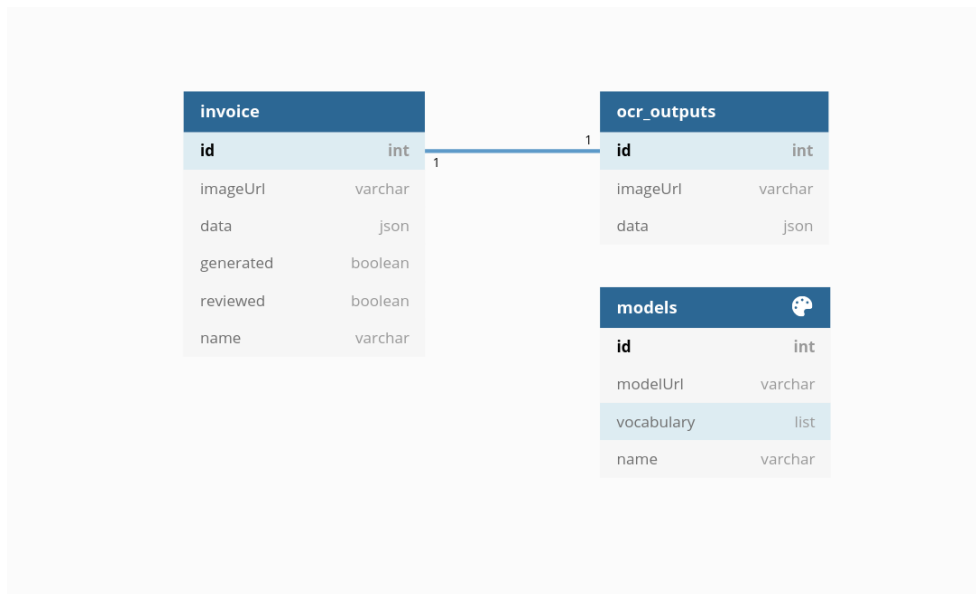 invoice
id int
imageUrl varchar
data json
generated boolean
reviewed boolean
name varchar
1
1
ocr_outputs
id int
imageUrl varchar
data json
models
id int
modelUrl varchar
vocabulary list
name varchar